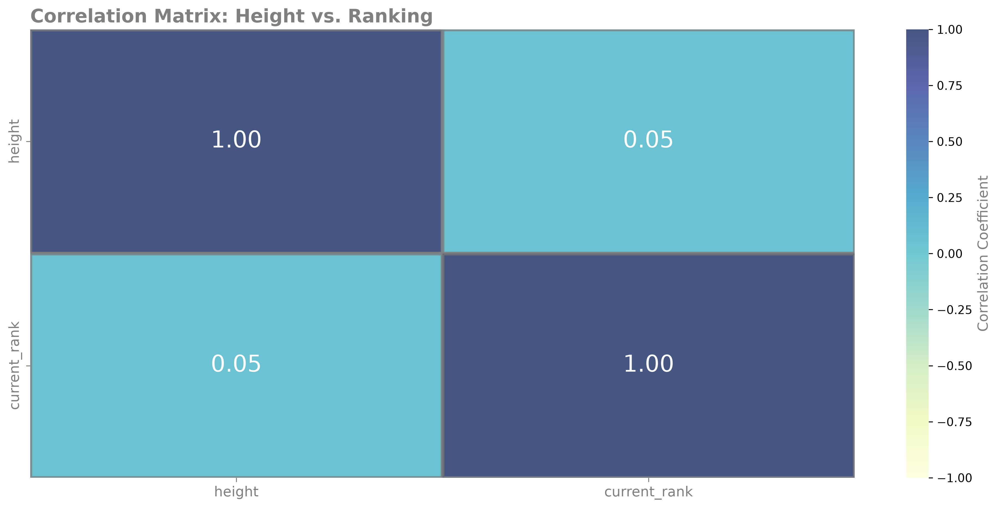 Correlation Matrix: Height vs. Ranking
height
1.00
0.05
current_rank
0.05
1.00
height
current_rank
1.00
0.75
0.50
0.25
0.00
−0.25
−0.50
−0.75
−1.00
Correlation Coefficient